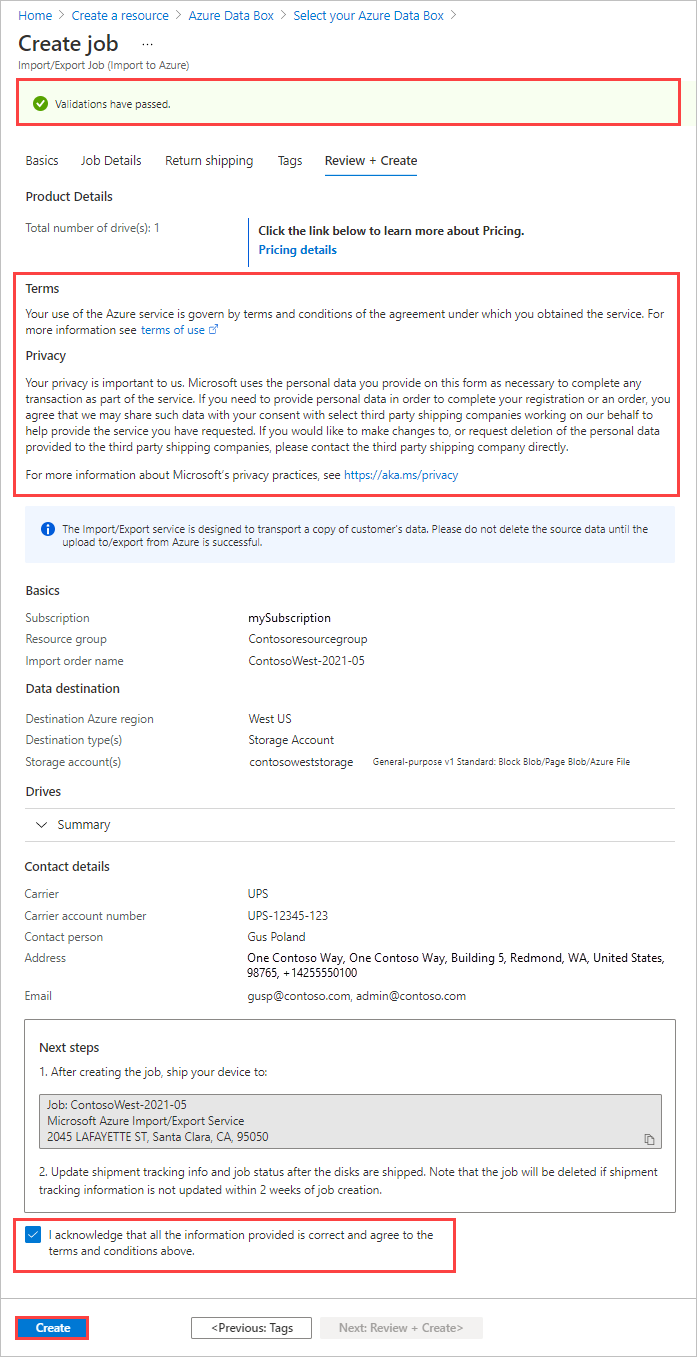 Home > Create a resource > Azure Data Box > Select your Azure Data Box >
Create job ...
Import/Export Job (Import to Azure)
Validations have passed.
Basics Job Details Return shipping Tags Review + Create
Product Details
Total number of drive(s): 1
Click the link below to learn more about Pricing.
Pricing details
Terms
Your use of the Azure service is govern by terms and conditions of the agreement under which you obtained the service. For
more information see terms of use
Privacy
Your privacy is important to us. Microsoft uses the personal data you provide on this form as necessary to complete any
transaction as part of the service. If you need to provide personal data in order to complete your registration or an order, you
agree that we may share such data with your consent with select third party shipping companies working on our behalf to
help provide the service you have requested. If you would like to make changes to, or request deletion of the personal data
provided to the third party shipping companies, please contact the third party shipping company directly.
For more information about Microsoft's privacy practices, see https://aka.ms/privacy
The Import/Export service is designed to transport a copy of customer's data. Please do not delete the source data until the
upload to/export from Azure is successful.
Basics
Subscription mySubscription
Resource group Contosoresourcegroup
Import order name ContosoWest-2021-05
Data destination
Destination Azure region West US
Destination type(s) Storage Account
Storage account(s) contosoweststorage General-purpose v1 Standard: Block Blob/Page Blob/Azure File
Drives
Summary
Contact details
Carrier UPS
Carrier account number UPS-12345-123
Contact person Gus Poland
Address One Contoso Way, One Contoso Way, Building 5, Redmond, WA, United States,
98765, +14255550100
Email gusp@contoso.com, admin@contoso.com
Next steps
1. After creating the job, ship your device to:
Job: ContosoWest-2021-05
Microsoft Azure Import/Export Service
2045 LAFAYETTE ST, Santa Clara, CA, 95050
2. Update shipment tracking info and job status after the disks are shipped. Note that the job will be deleted if shipment
tracking information is not updated within 2 weeks of job creation.
I acknowledge that all the information provided is correct and agree to the
terms and conditions above.
Create <Previous: Tags Next: Review + Create>